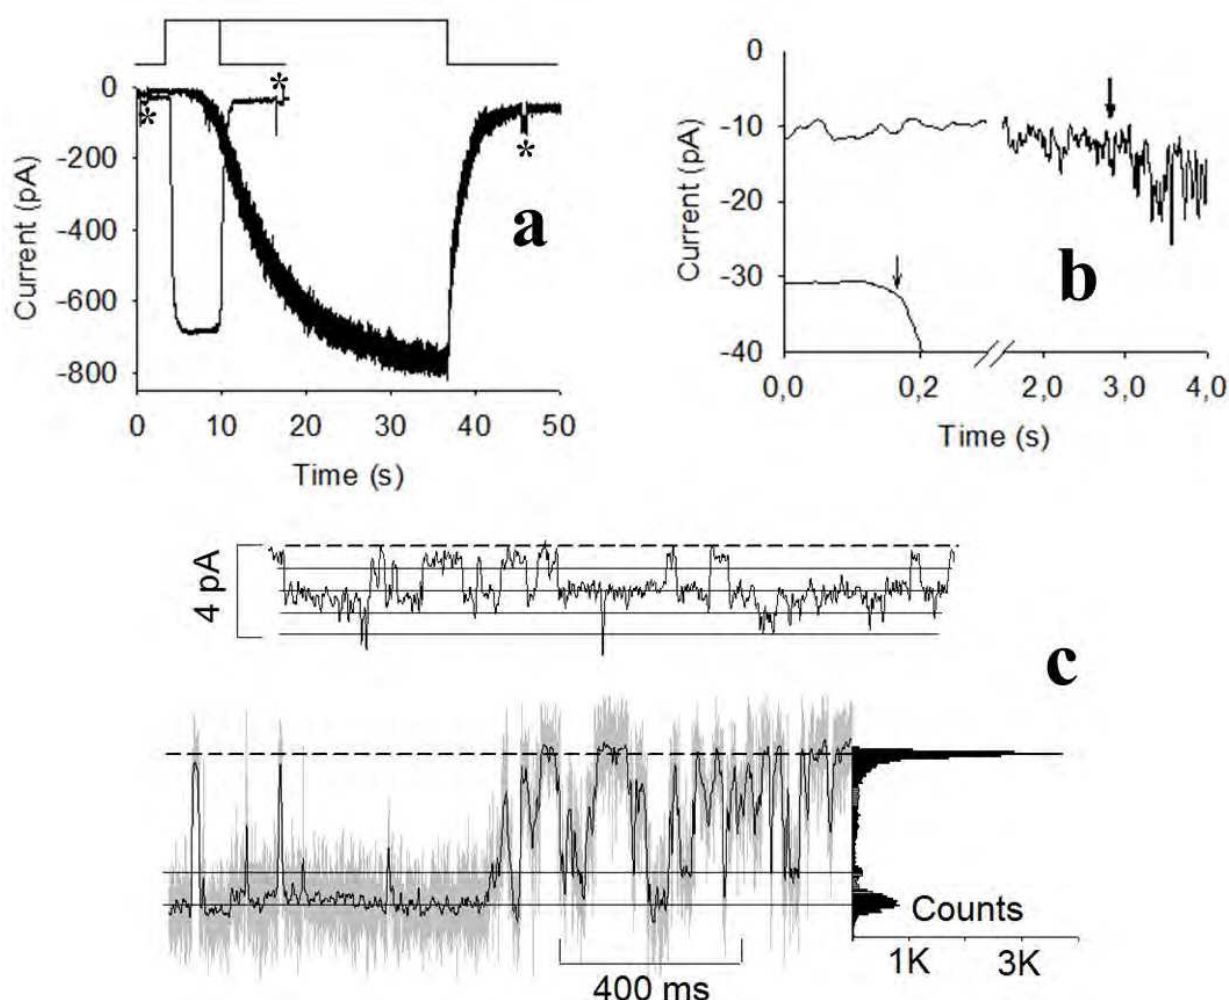 *
*
*
0
-200
-400
-600
-800
Current (pA)
0 10 20 30 40 50
Time (s)
a
0
-10
-20
-30
-40
Current (pA)
0,0 0,2 2,0 3,0 4,0
Time (s)
b
4 pA
c
Counts
1K 3K
400 ms